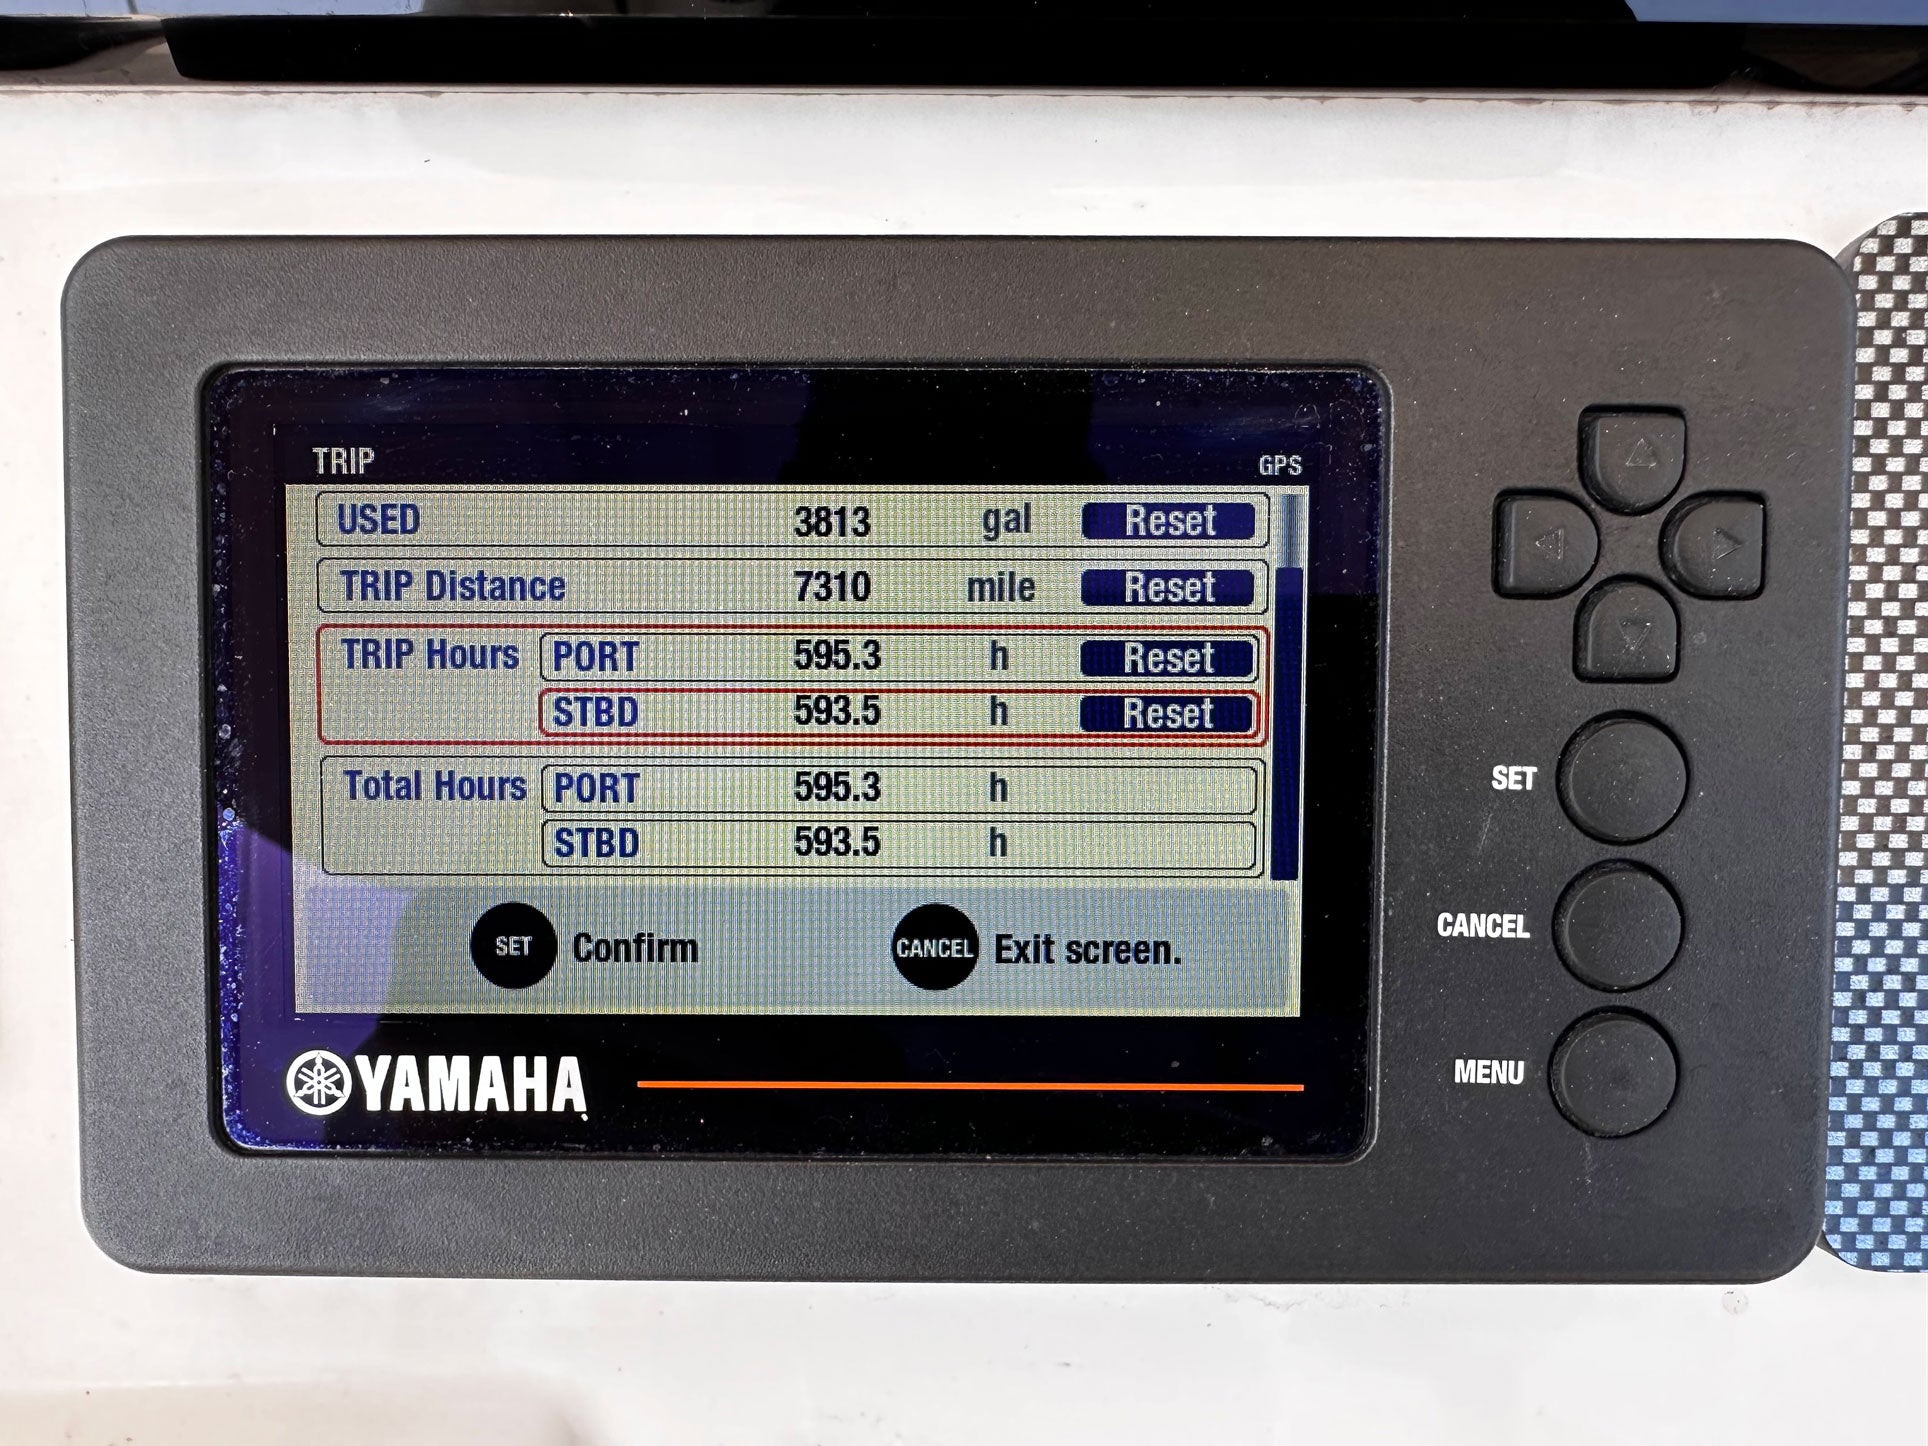 TRIP GPS
USED 3813 gal Reset
TRIP Distance 7310 mile Reset
TRIP Hours PORT 595.3 h Reset
STBD 593.5 h Reset
Total Hours PORT 595.3 h
STBD 593.5 h
SET Confirm CANCEL Exit screen.
YAMAHA
SET
CANCEL
MENU